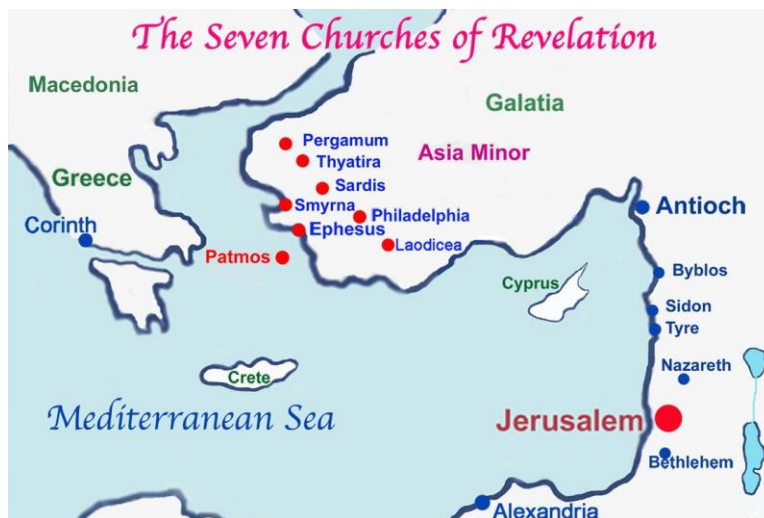 The Seven Churches of Revelation
Macedonia
Galatia
Pergamum
Asia Minor
Thyatira
Greece
Sardis
Smyrna
Antioch
Corinth
Philadelphia
Ephesus
Laodicea
Patmos
Byblos
Cyprus
Sidon
Tyre
Nazareth
Crete
Mediterranean Sea
Jerusalem
Bethlehem
Alexandria